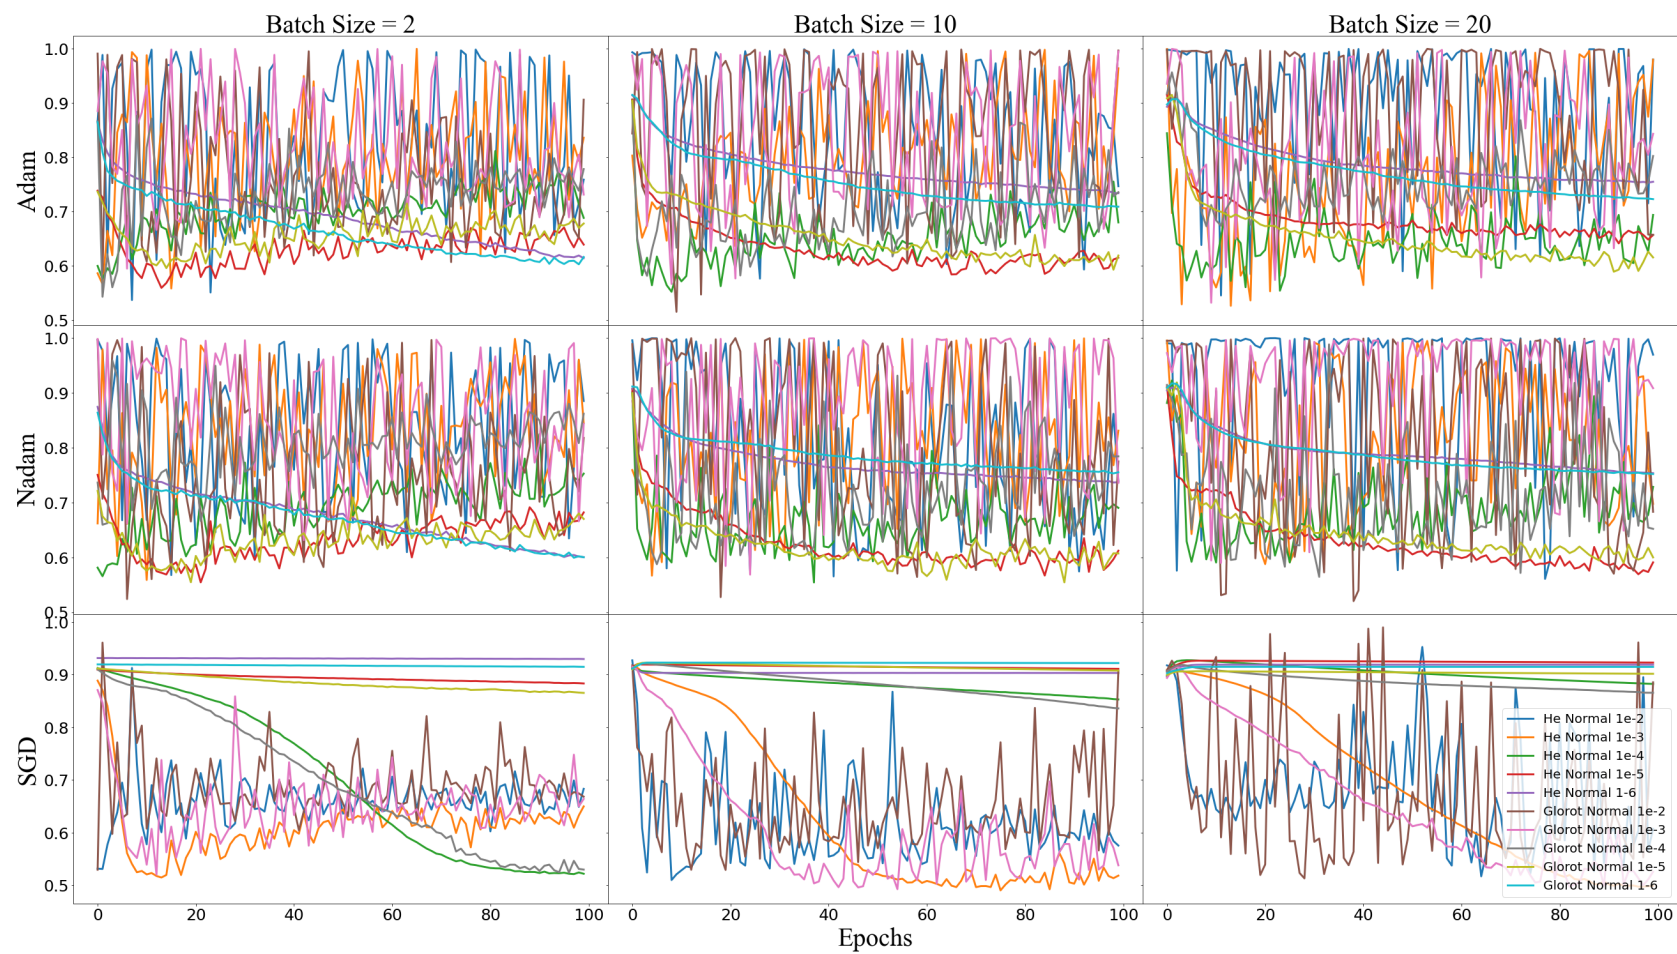 Batch Size = 2 Batch Size = 10 Batch Size = 20
Adam
1.0
0.9
0.8
0.7
0.6
0.5
Nadam
1.0
0.9
0.8
0.7
0.6
0.5
SGD
1.0
0.9
0.8
0.7
0.6
0.5
He Normal 1e-2
He Normal 1e-3
He Normal 1e-4
He Normal 1e-5
He Normal 1-6
Glorot Normal 1e-2
Glorot Normal 1e-3
Glorot Normal 1e-4
Glorot Normal 1e-5
Glorot Normal 1-6
0 20 40 60 80 100 0 20 40 60 80 100 0 20 40 60 80 100
Epochs